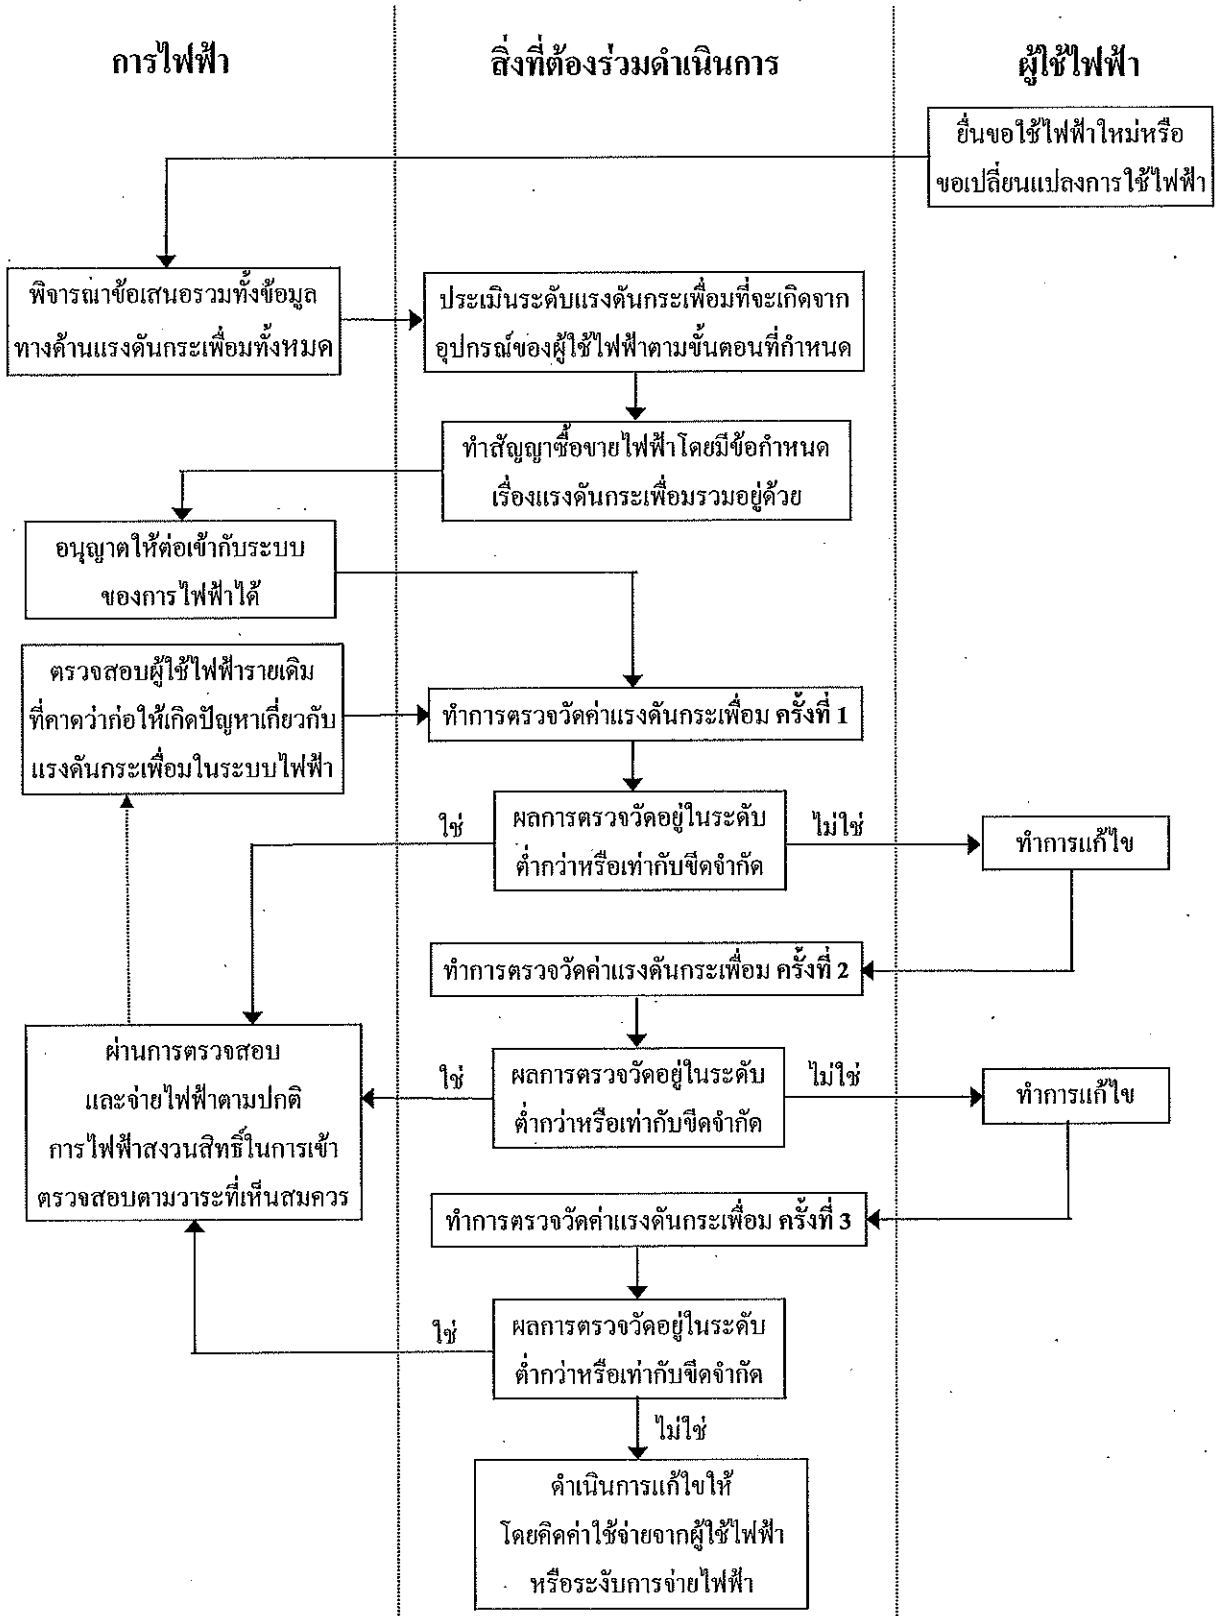 การไฟฟ้า
สิ่งที่ต้องร่วมดำเนินการ
ผู้ใช้ไฟฟ้า
ยื่นขอใช้ไฟฟ้าใหม่หรือ
ขอเปลี่ยนแปลงการใช้ไฟฟ้า
พิจารณาข้อเสนอรวมทั้งข้อมูล
ทางด้านแรงดันกระเพื่อมทั้งหมด
ประเมินระดับแรงดันกระเพื่อมที่จะเกิดจาก
อุปกรณ์ของผู้ใช้ไฟฟ้าตามขั้นตอนที่กำหนด
ทำสัญญาซื้อขายไฟฟ้าโดยมีข้อกำหนด
เรื่องแรงดันกระเพื่อมรวมอยู่ด้วย
อนุญาตให้ต่อเข้ากับระบบ
ของการไฟฟ้าได้
ตรวจสอบผู้ใช้ไฟฟ้ารายเดิม
ที่คาดว่าก่อให้เกิดปัญหาเกี่ยวกับ
แรงดันกระเพื่อมในระบบไฟฟ้า
ทำการตรวจวัดค่าแรงดันกระเพื่อม ครั้งที่ 1
ใช่
ผลการตรวจวัดอยู่ในระดับ
ต่ำกว่าหรือเท่ากับขีดจำกัด
ไม่ใช่
ทำการแก้ไข
ทำการตรวจวัดค่าแรงดันกระเพื่อม ครั้งที่ 2
ผ่านการตรวจสอบ
และจ่ายไฟฟ้าตามปกติ
การไฟฟ้าสงวนสิทธิ์ในการเข้า
ตรวจสอบตามวาระที่เห็นสมควร
ใช่
ผลการตรวจวัดอยู่ในระดับ
ต่ำกว่าหรือเท่ากับขีดจำกัด
ไม่ใช่
ทำการแก้ไข
ทำการตรวจวัดค่าแรงดันกระเพื่อม ครั้งที่ 3
ใช่
ผลการตรวจวัดอยู่ในระดับ
ต่ำกว่าหรือเท่ากับขีดจำกัด
ไม่ใช่
ดำเนินการแก้ไขให้
โดยคิดค่าใช้จ่ายจากผู้ใช้ไฟฟ้า
หรือระงับการจ่ายไฟฟ้า